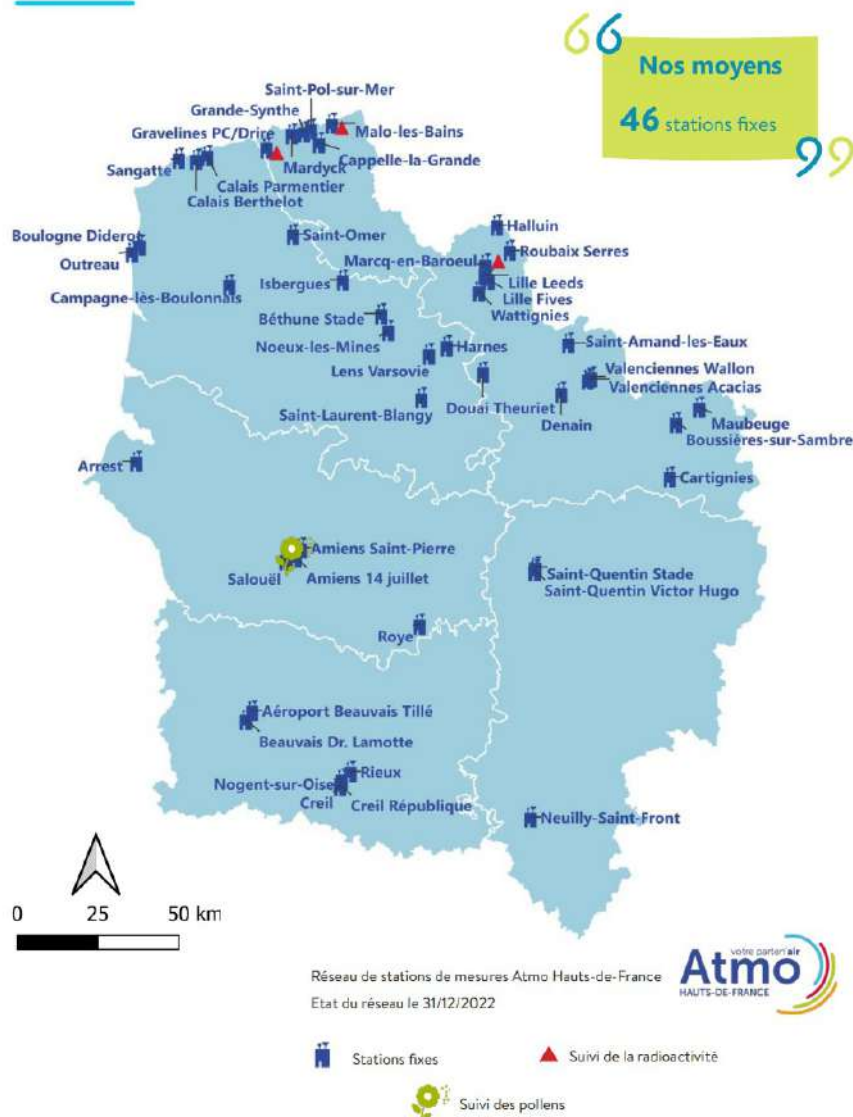 Nos moyens
46 stations fixes
Saint-Pol-sur-Mer
Grande-Synthe
Gravelines PC/Drire
Malo-les-Bains
Mardyck
Cappelle-la-Grande
Sangatte
Calais Parmentier
Calais Berthelot
Halluin
Boulogne Diderot
Saint-Omer
Roubaix Serres
Outreau
Marcq-en-Baroeul
Campagne-lès-Boulonnais
Isbergues
Lille Leeds
Lille Fives
Wattignies
Béthune Stade
Noeux-les-Mines
Harnes
Saint-Amand-les-Eaux
Lens Varsovie
Valenciennes Wallon
Valenciennes Acacias
Saint-Laurent-Blangy
Douai Theuriet
Denain
Maubeuge
Boussières-sur-Sambre
Arrest
Cartignies
Amiens Saint-Pierre
Salouël
Amiens 14 juillet
Saint-Quentin Stade
Saint-Quentin Victor Hugo
Roye
Aéroport Beauvais Tillé
Beauvais Dr. Lamotte
Rieux
Nogent-sur-Oise
Creil
Creil République
Neuilly-Saint-Front
0 25 50 km
votre parten'air
Atmo
HAUTS-DE-FRANCE
Réseau de stations de mesures Atmo Hauts-de-France
Etat du réseau le 31/12/2022
Stations fixes
Suivi de la radioactivité
Suivi des pollens